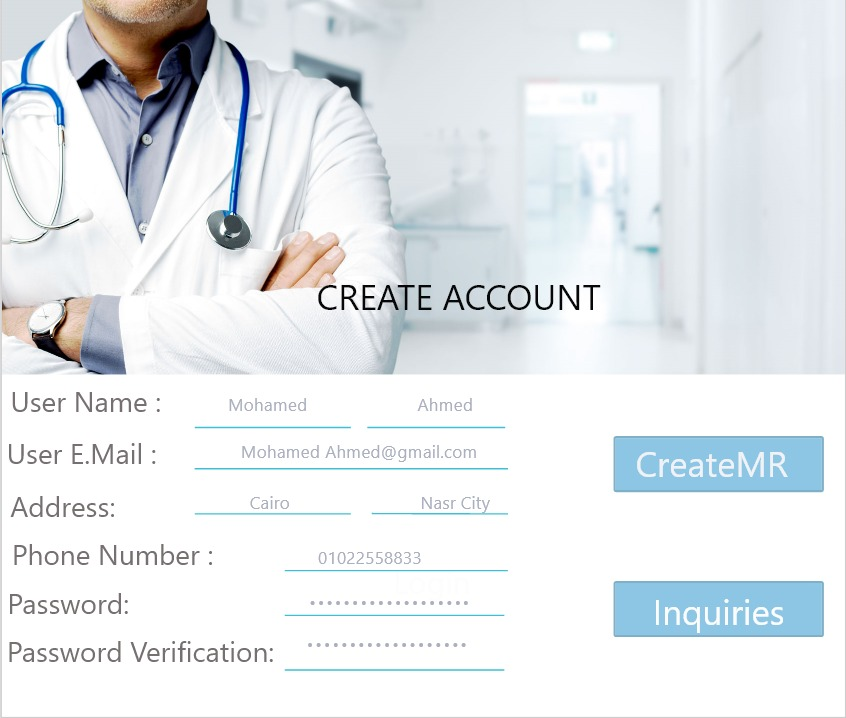 CREATE ACCOUNT
User Name : Mohamed Ahmed
User E.Mail : Mohamed Ahmed@gmail.com
CreateMR
Address: Cairo Nasr City
Phone Number : 01022558833
Login
Password: •••••••••••••••••••
Inquiries
Password Verification: •••••••••••••••••••